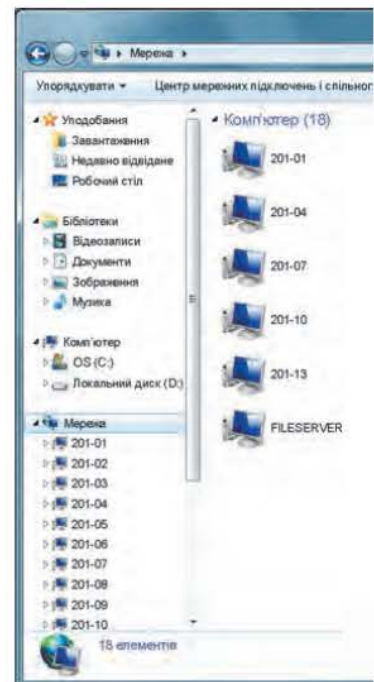 Мережа
Упорядкувати
Центр мережних підключень і спільног
Уподобання
Завантаження
Недавно відвідане
Робочий стіл
Бібліотеки
Відеозаписи
Документи
Зображення
Музика
Комп'ютер
OS (C:)
Локальний диск (D:)
Мережа
201-01
201-02
201-03
201-04
201-05
201-06
201-07
201-08
201-09
201-10
Комп'ютер (18)
201-01
201-04
201-07
201-10
201-13
FILESERVER
18 елементів